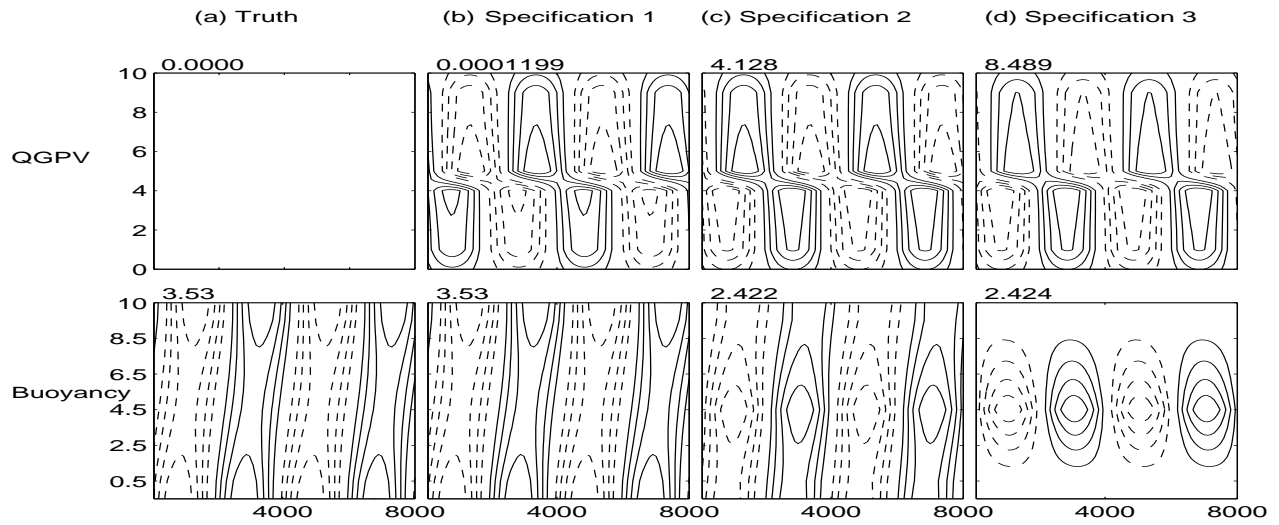 (a) Truth (b) Specification 1 (c) Specification 2 (d) Specification 3
0.0000 0.0001199 4.128 8.489
10
8
QGPV
6
4
2
0
3.53 3.53 2.422 2.424
10
8.5
6.5
Buoyancy
4.5
2.5
0.5
4000 8000 4000 8000 4000 8000 4000 8000